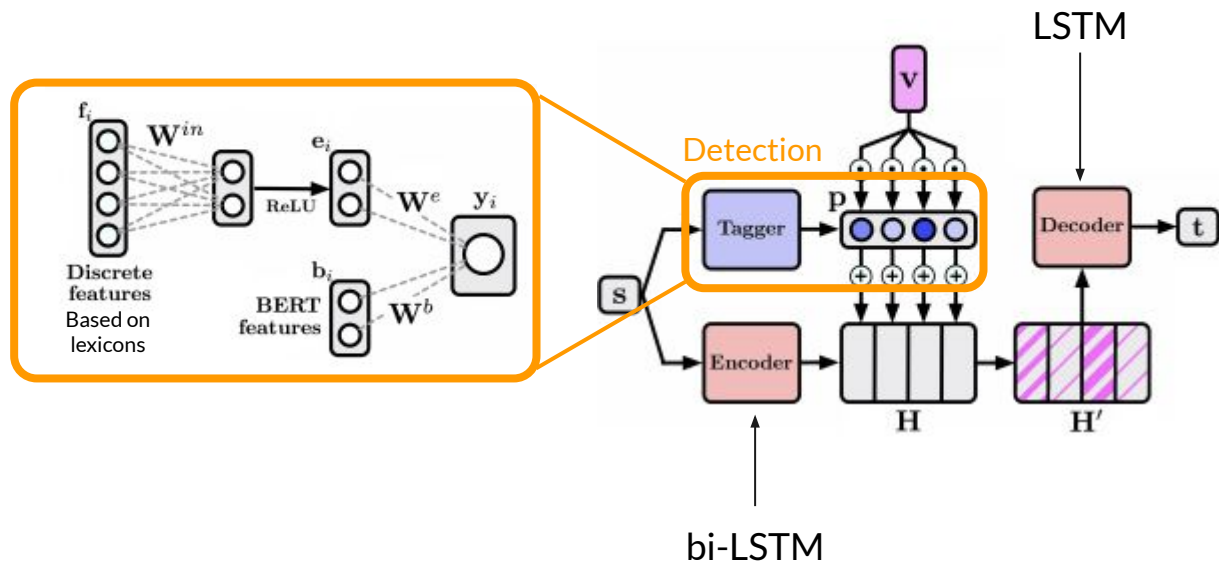 LSTM
v
f_i
W^{in}
e_i
ReLU
W^e
y_i
Discrete
features
Based on
lexicons
b_i
BERT
features
W^b
Detection
p
Tagger
s
Encoder
H
H′
Decoder
t
bi-LSTM